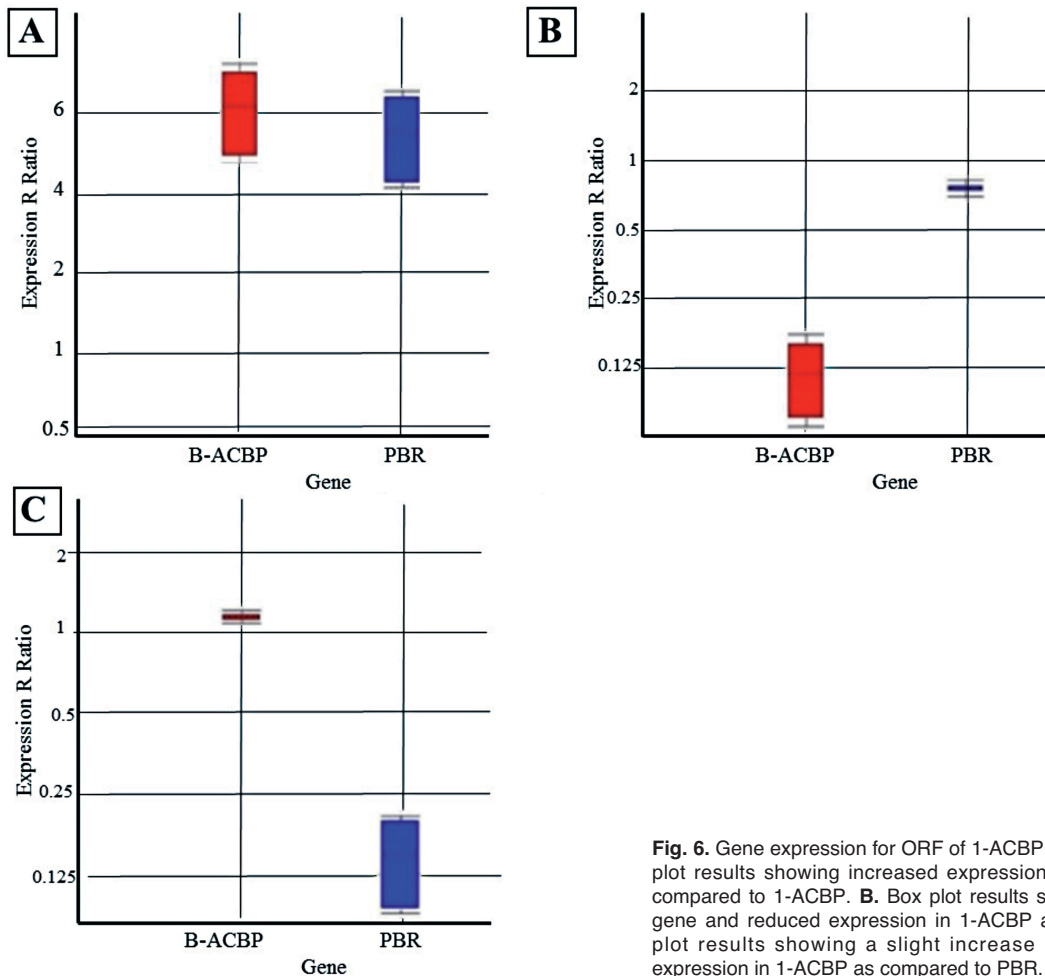 A
Expression R Ratio
6
4
2
1
0.5
B-ACBP PBR
Gene
B
Expression R Ratio
2
1
0.5
0.25
0.125
B-ACBP PBR
Gene
C
Expression R Ratio
2
1
0.5
0.25
0.125
B-ACBP PBR
Gene
Fig. 6. Gene expression for ORF of 1-ACBP
plot results showing increased expression
compared to 1-ACBP. B. Box plot results s
gene and reduced expression in 1-ACBP a
plot results showing a slight increase
expression in 1-ACBP as compared to PBR.